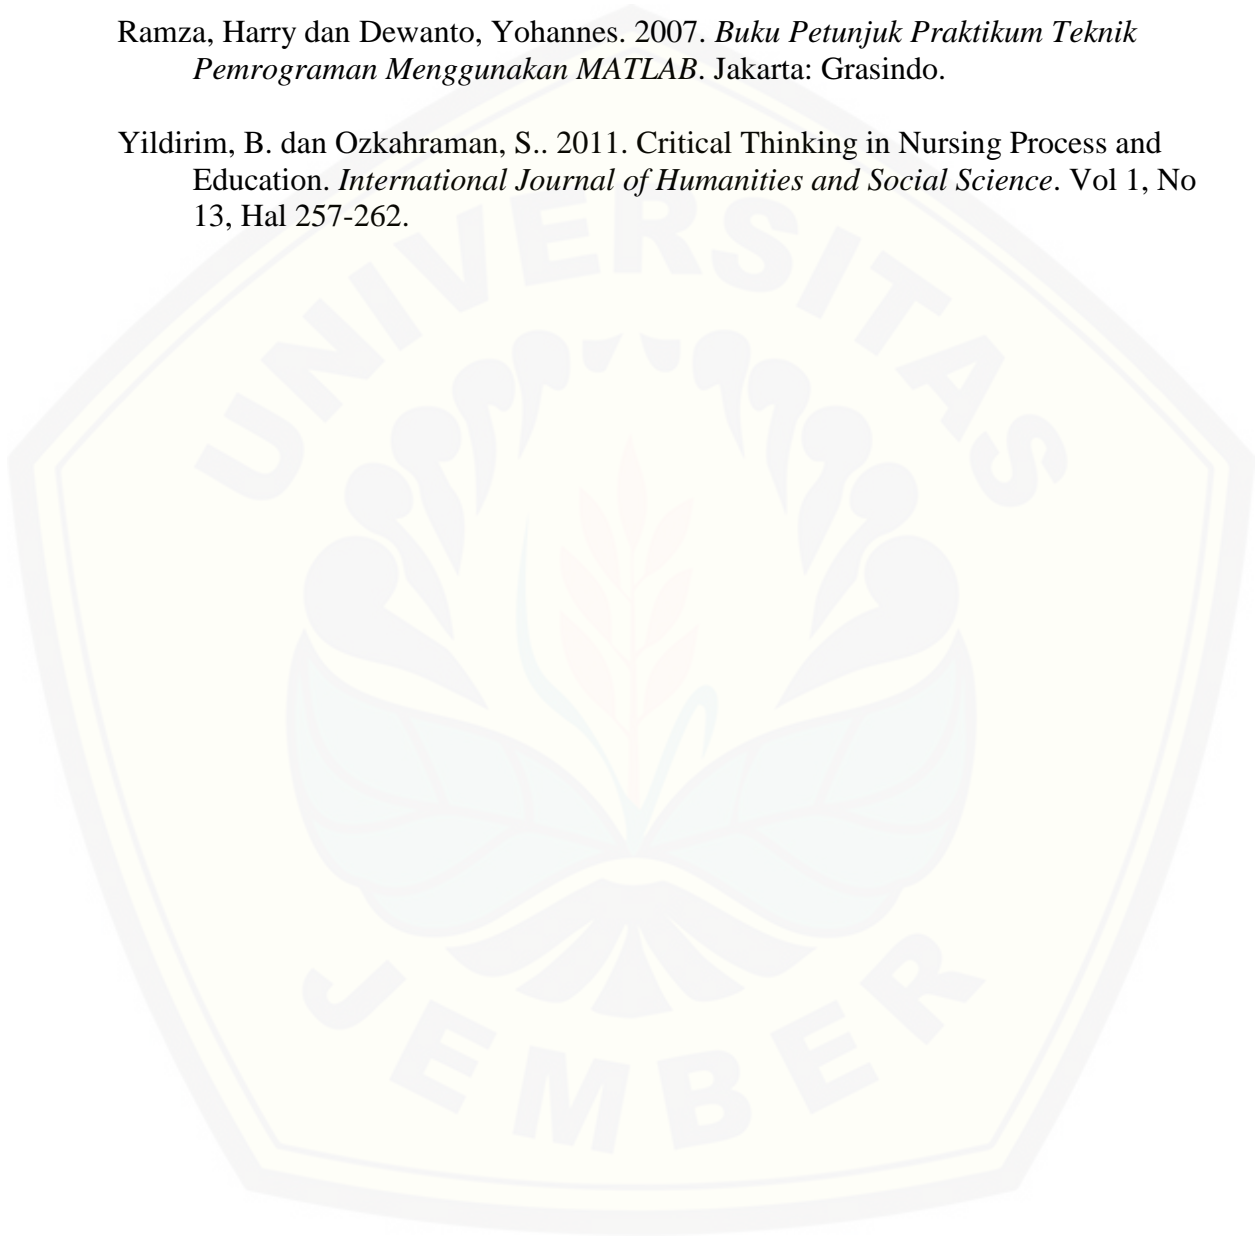 Ramza, Harry dan Dewanto, Yohannes. 2007. Buku Petunjuk Praktikum Teknik
Pemrograman Menggunakan MATLAB. Jakarta: Grasindo.
Yildirim, B. dan Ozkahraman, S.. 2011. Critical Thinking in Nursing Process and
Education. International Journal of Humanities and Social Science. Vol 1, No
13, Hal 257-262.
UNIVERSITAS
JEMBER